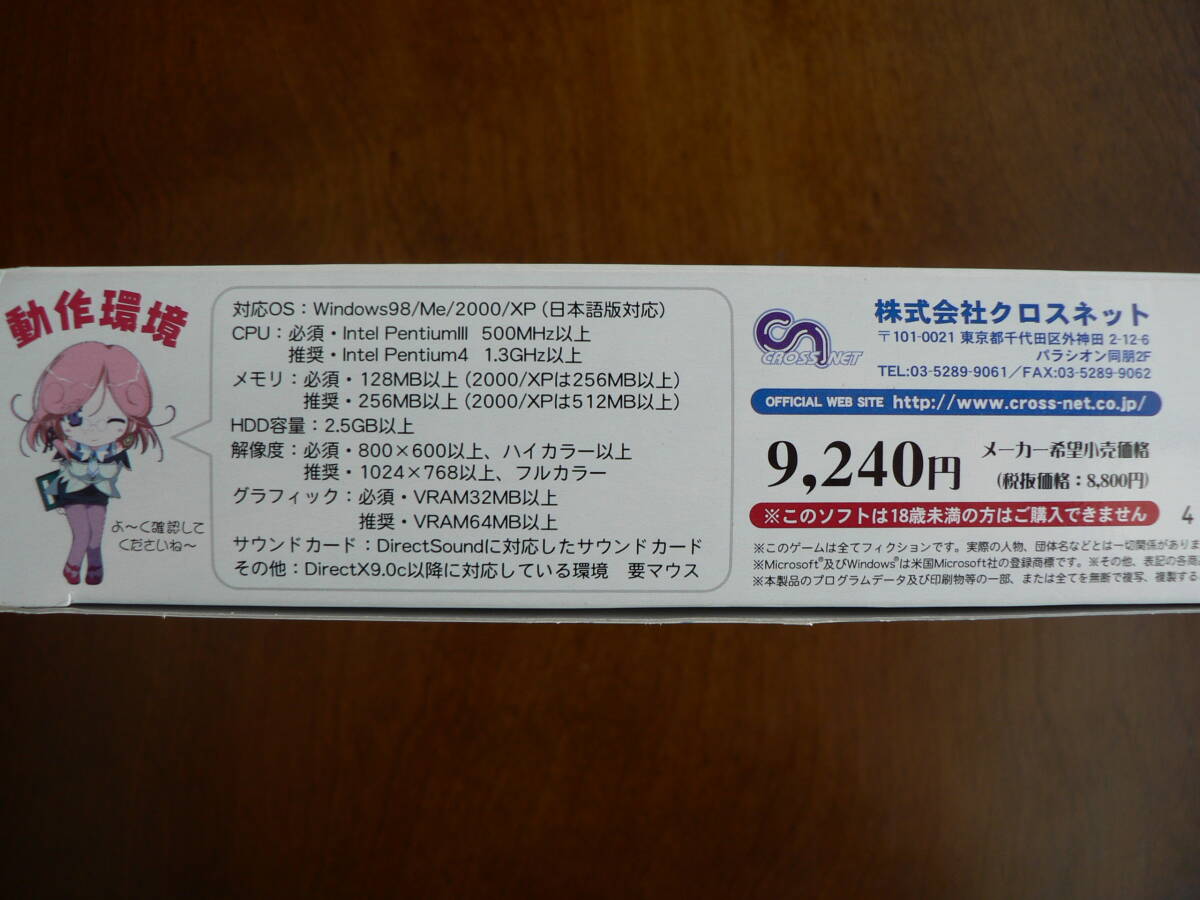 動作環境
よ〜く確認して
くださいね〜
対応OS：Windows98/Me/2000/XP (日本語版対応)
CPU：必須・Intel PentiumIII 500MHz以上
推奨・Intel Pentium4 1.3GHz以上
メモリ：必須・128MB以上 (2000/XPは256MB以上)
推奨・256MB以上 (2000/XPは512MB以上)
HDD容量：2.5GB以上
解像度：必須・800×600以上、ハイカラー以上
推奨・1024×768以上、フルカラー
グラフィック：必須・VRAM32MB以上
推奨・VRAM64MB以上
サウンドカード：DirectSoundに対応したサウンドカード
その他：DirectX9.0c以降に対応している環境 要マウス
CROSS NET
株式会社クロスネット
〒101-0021 東京都千代田区外神田 2-12-6
パラシオン同朋2F
TEL:03-5289-9061／FAX:03-5289-9062
OFFICIAL WEB SITE http://www.cross-net.co.jp/
9,240円 メーカー希望小売価格
(税抜価格：8,800円)
※このソフトは18歳未満の方はご購入できません
4
※このゲームは全てフィクションです。実際の人物、団体名などとは一切関係があり
※Microsoft®及びWindows®は米国Microsoft社の登録商標です。※その他、表記の各商
※本製品のプログラムデータ及び印刷物等の一部、または全てを無断で複写、複製する